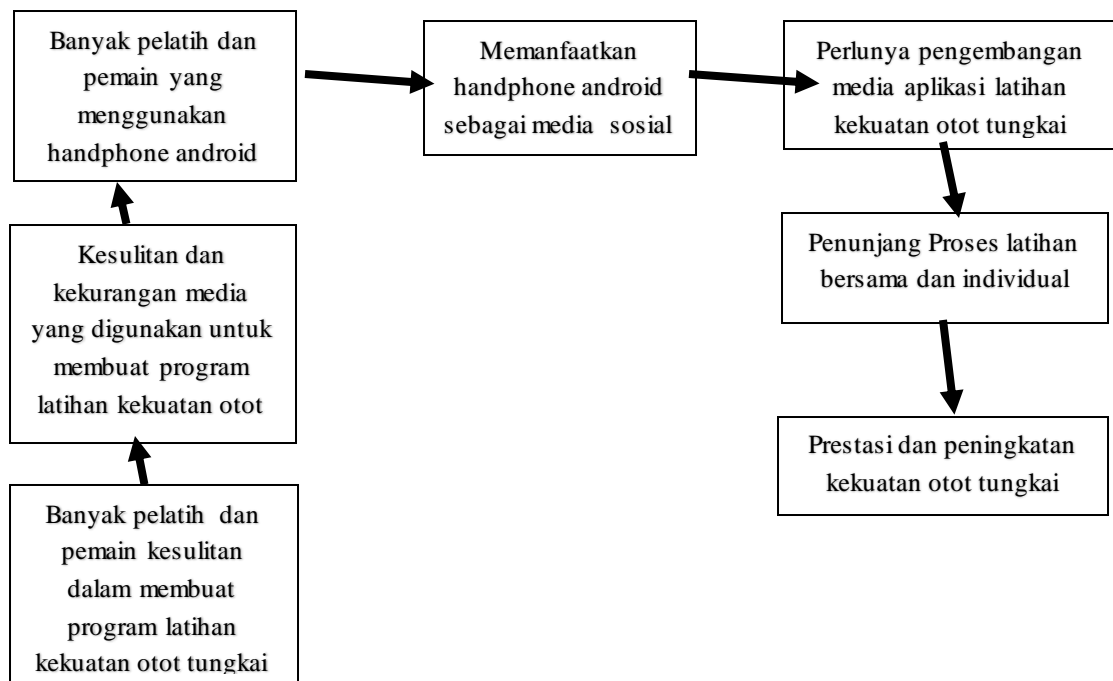 Banyak pelatih dan
pemain yang
menggunakan
handphone android
Memanfaatkan
handphone android
sebagai media sosial
Perlunya pengembangan
media aplikasi latihan
kekuatan otot tungkai
Kesulitan dan
kekurangan media
yang digunakan untuk
membuat program
latihan kekuatan otot
Penunjang Proses latihan
bersama dan individual
Prestasi dan peningkatan
kekuatan otot tungkai
Banyak pelatih dan
pemain kesulitan
dalam membuat
program latihan
kekuatan otot tungkai